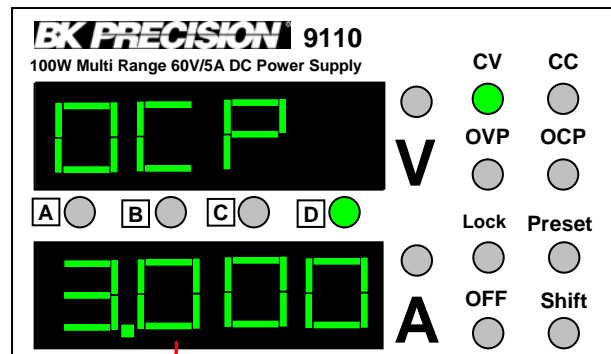 BK PRECISION® 9110
100W Multi Range 60V/5A DC Power Supply
CV CC
OCP
V
OVP OCP
A B C D
Lock Preset
3.000
A
OFF Shift